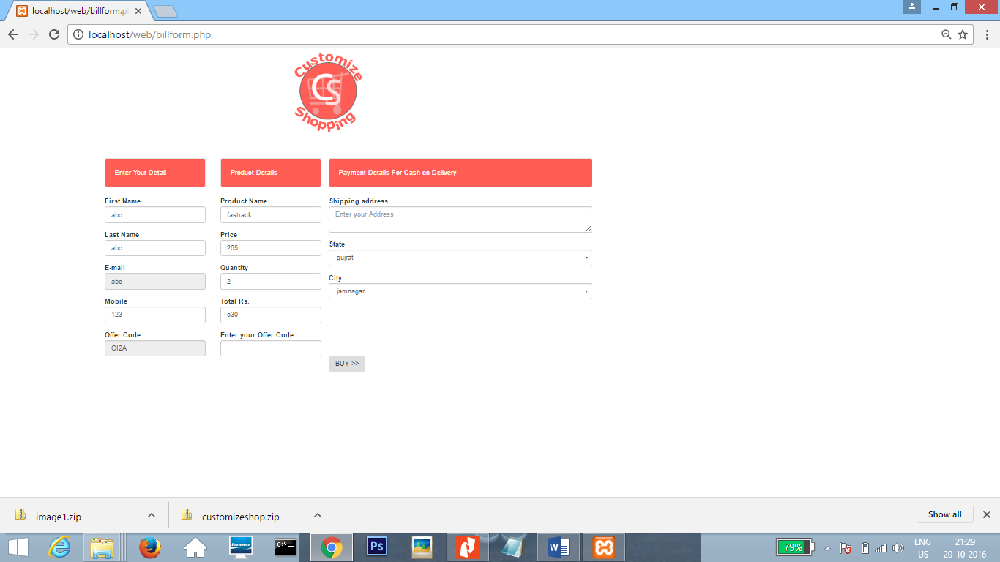 localhost/web/billform.p
localhost/web/billform.php
Customize
CS
Shopping
Enter Your Detail
First Name
abc
Last Name
abc
E-mail
abc
Mobile
123
Offer Code
OI2A
Product Details
Product Name
fastrack
Price
265
Quantity
2
Total Rs.
530
Enter your Offer Code
Payment Details For Cash on Delivery
Shipping address
Enter your Address
State
gujrat
City
jamnagar
BUY >>
image1.zip
customizeshop.zip
Show all
lenovo
C:\_
Ps
W
79%
ENG
US
21:29
20-10-2016